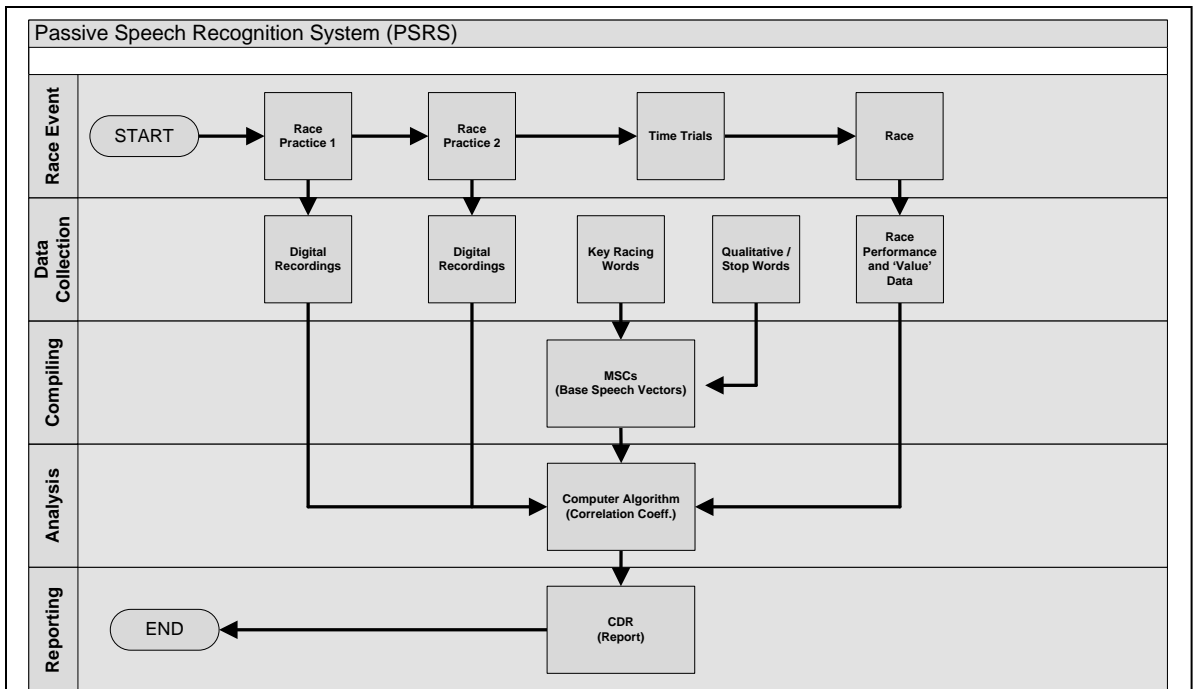 Passive Speech Recognition System (PSRS)
Race Event
START
Race
Practice 1
Race
Practice 2
Time Trials
Race
Data
Collection
Digital
Recordings
Digital
Recordings
Key Racing
Words
Qualitative /
Stop Words
Race
Performance
and ‘Value’
Data
Compiling
MSCs
(Base Speech Vectors)
Analysis
Computer Algorithm
(Correlation Coeff.)
Reporting
END
CDR
(Report)